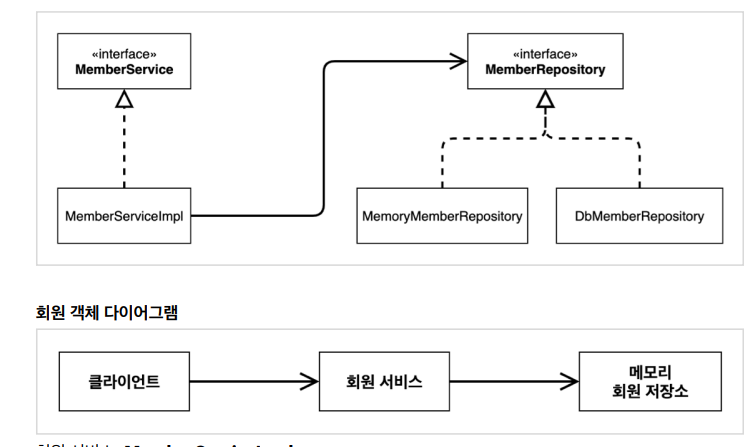 «interface»
MemberService
«interface»
MemberRepository
MemberServiceImpl
MemoryMemberRepository
DbMemberRepository
회원 객체 다이어그램
클라이언트
회원 서비스
메모리
회원 저장소